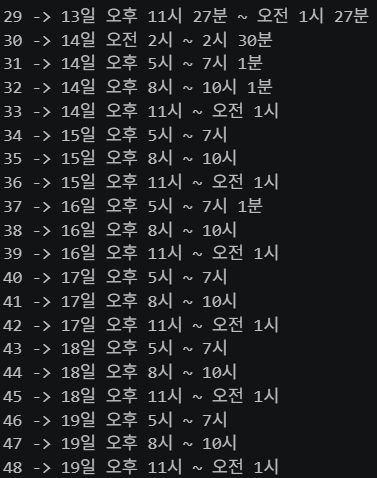 29 -> 13일 오후 11시 27분 ~ 오전 1시 27분
30 -> 14일 오전 2시 ~ 2시 30분
31 -> 14일 오후 5시 ~ 7시 1분
32 -> 14일 오후 8시 ~ 10시 1분
33 -> 14일 오후 11시 ~ 오전 1시
34 -> 15일 오후 5시 ~ 7시
35 -> 15일 오후 8시 ~ 10시
36 -> 15일 오후 11시 ~ 오전 1시
37 -> 16일 오후 5시 ~ 7시 1분
38 -> 16일 오후 8시 ~ 10시
39 -> 16일 오후 11시 ~ 오전 1시
40 -> 17일 오후 5시 ~ 7시
41 -> 17일 오후 8시 ~ 10시
42 -> 17일 오후 11시 ~ 오전 1시
43 -> 18일 오후 5시 ~ 7시
44 -> 18일 오후 8시 ~ 10시
45 -> 18일 오후 11시 ~ 오전 1시
46 -> 19일 오후 5시 ~ 7시
47 -> 19일 오후 8시 ~ 10시
48 -> 19일 오후 11시 ~ 오전 1시